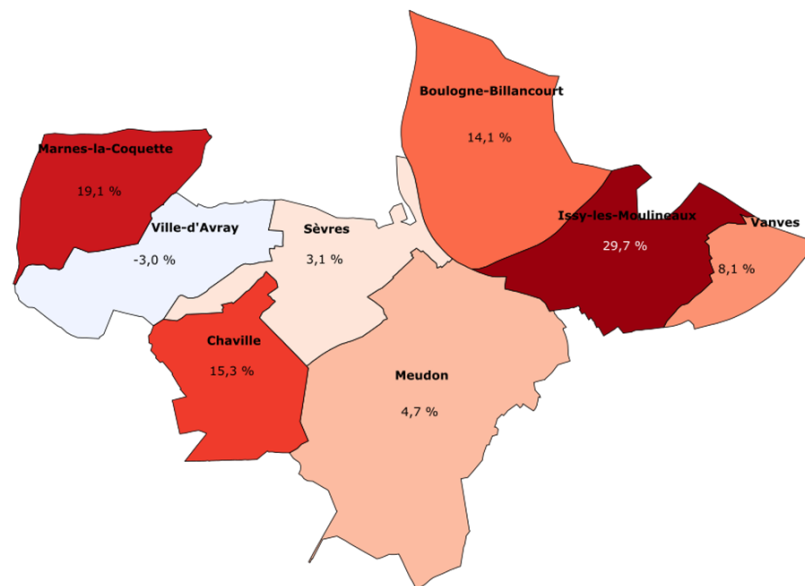 Boulogne-Billancourt
14,1 %
Marnes-la-Coquette
19,1 %
Issy-les-Moulineaux
29,7 %
Vanves
8,1 %
Ville-d'Avray
-3,0 %
Sèvres
3,1 %
Chaville
15,3 %
Meudon
4,7 %